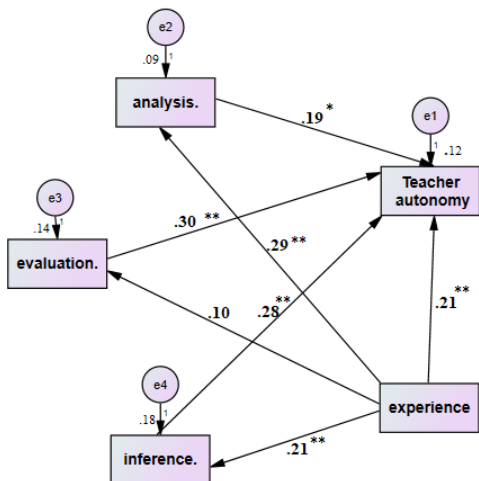 e2
.09
1
analysis.
.19 *
e1
1
.12
Teacher
autonomy
e3
.14
1
evaluation.
.30 **
.29**
.10
.28**
.21**
e4
.18
1
inference.
.21**
experience